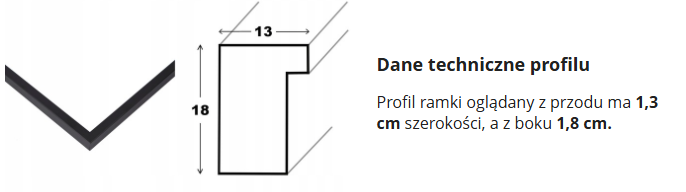 13
18
Dane techniczne profilu
Profil ramki oglądany z przodu ma 1,3
cm szerokości, a z boku 1,8 cm.